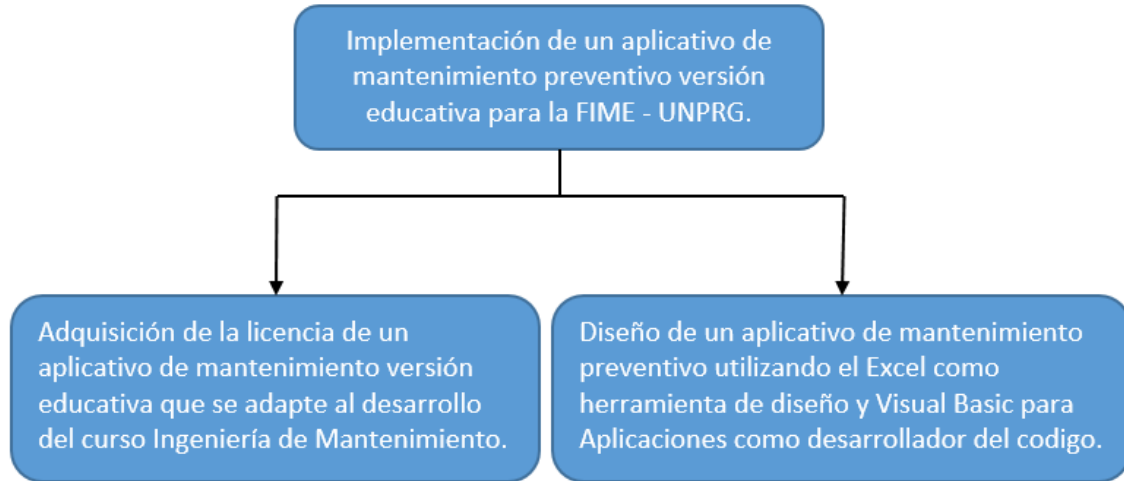 Implementación de un aplicativo de
mantenimiento preventivo versión
educativa para la FIME - UNPRG.
Adquisición de la licencia de un
aplicativo de mantenimiento versión
educativa que se adapte al desarrollo
del curso Ingeniería de Mantenimiento.
Diseño de un aplicativo de mantenimiento
preventivo utilizando el Excel como
herramienta de diseño y Visual Basic para
Aplicaciones como desarrollador del codigo.